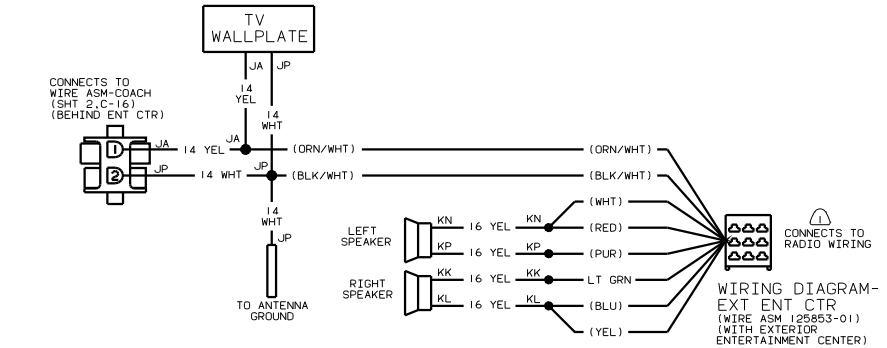 TV
WALLPLATE
JA
JP
14
YEL
14
WHT
CONNECTS TO
WIRE ASM-COACH
(SHT 2,C-16)
(BEHIND ENT CTR)
1
JA
14 YEL
JA
(ORN/WHT)
(ORN/WHT)
2
JP
14 WHT
JP
(BLK/WHT)
(BLK/WHT)
14
WHT
JP
TO ANTENNA
GROUND
LEFT
SPEAKER
KN
16 YEL
KN
(WHT)
(RED)
KP
16 YEL
KP
(PUR)
RIGHT
SPEAKER
KK
16 YEL
KK
LT GRN
KL
16 YEL
KL
(BLU)
(YEL)
1
CONNECTS TO
RADIO WIRING
WIRING DIAGRAM-
EXT ENT CTR
(WIRE ASM 125853-01)
(WITH EXTERIOR
ENTERTAINMENT CENTER)